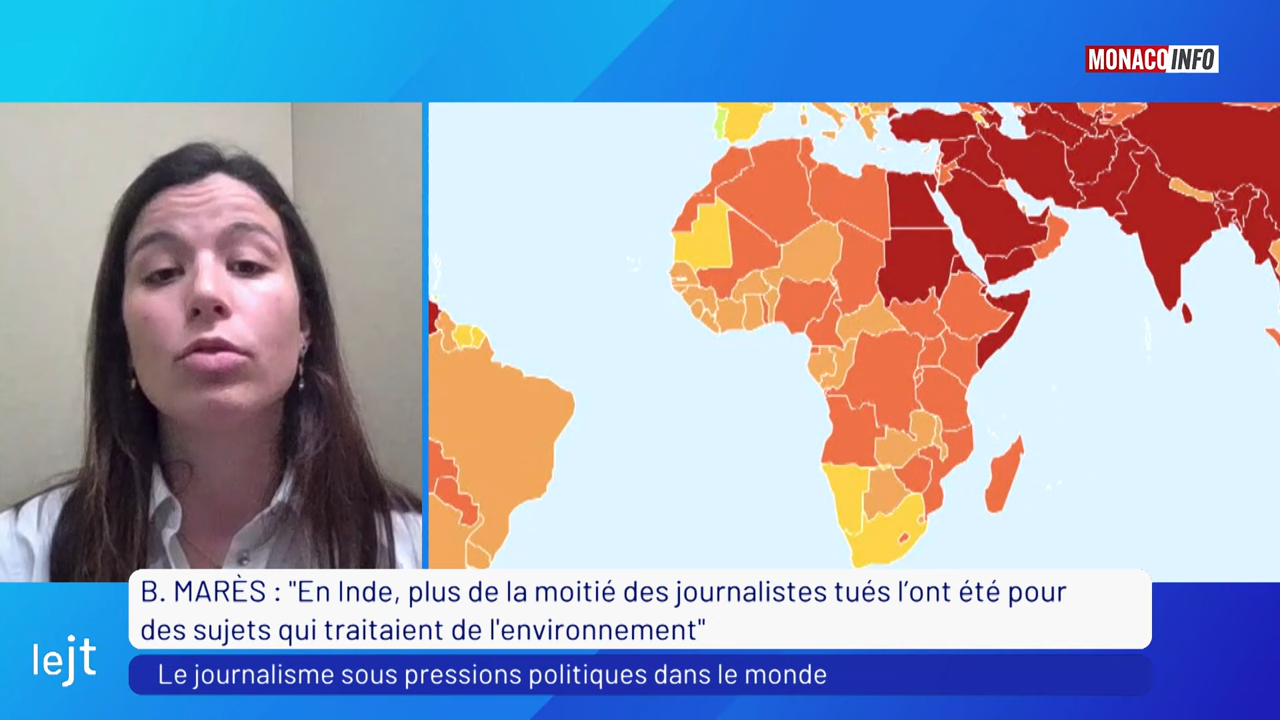 MONACO INFO
B. MARÈS : "En Inde, plus de la moitié des journalistes tués l’ont été pour
des sujets qui traitaient de l'environnement"
lejt
Le journalisme sous pressions politiques dans le monde